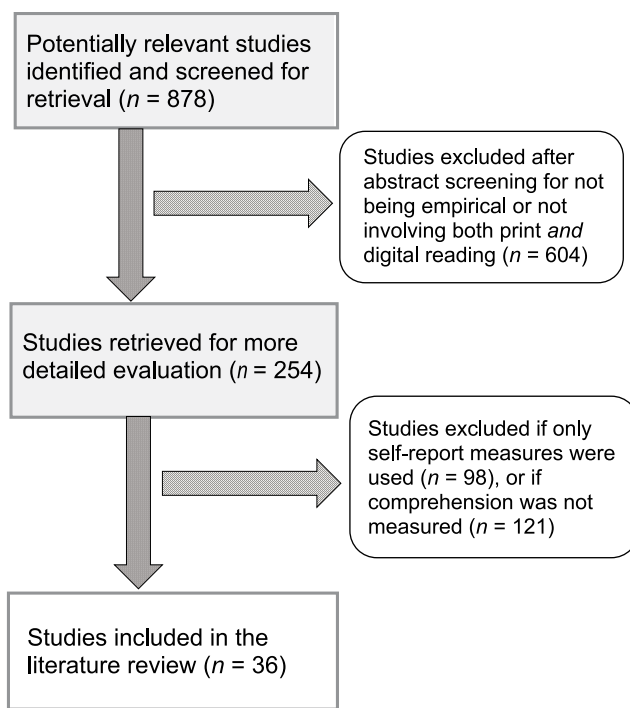 Potentially relevant studies
identified and screened for
retrieval (n = 878)
Studies excluded after
abstract screening for not
being empirical or not
involving both print and
digital reading (n = 604)
Studies retrieved for more
detailed evaluation (n = 254)
Studies excluded if only
self-report measures were
used (n = 98), or if
comprehension was not
measured (n = 121)
Studies included in the
literature review (n = 36)